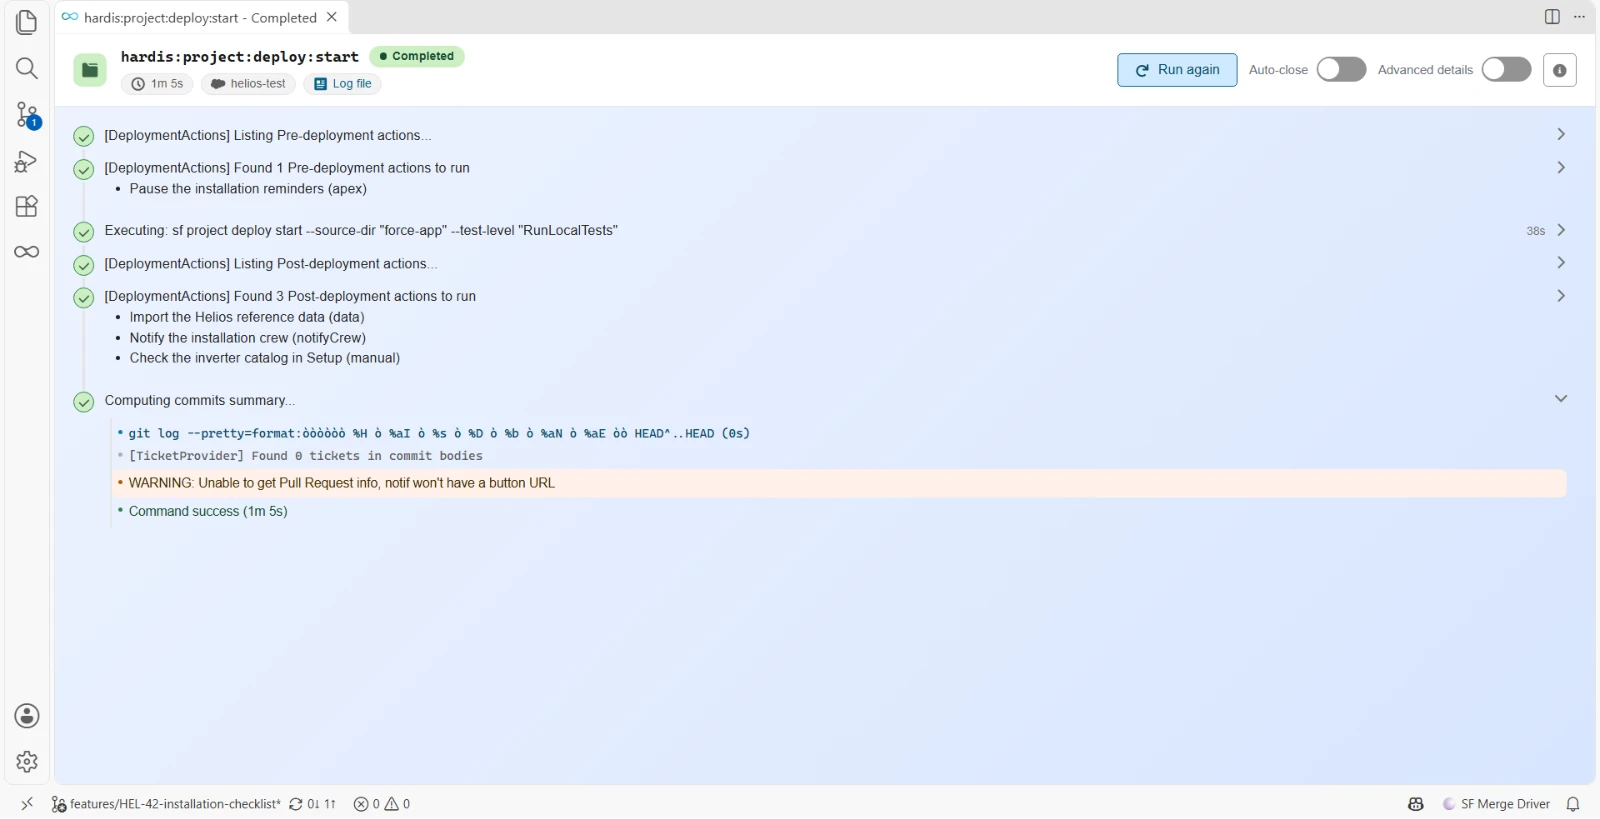 hardis:project:deploy:start - Completed
hardis:project:deploy:start
Completed
1m 5s
helios-test
Log file
Run again
Auto-close
Advanced details
1
[DeploymentActions] Listing Pre-deployment actions...
[DeploymentActions] Found 1 Pre-deployment actions to run
• Pause the installation reminders (apex)
Executing: sf project deploy start --source-dir "force-app" --test-level "RunLocalTests"
38s
[DeploymentActions] Listing Post-deployment actions...
[DeploymentActions] Found 3 Post-deployment actions to run
• Import the Helios reference data (data)
• Notify the installation crew (notifyCrew)
• Check the inverter catalog in Setup (manual)
Computing commits summary...
• git log --pretty=format:òòòòòò %H ò %aI ò %s ò %D ò %b ò %aN ò %aE òò HEAD^..HEAD (0s)
• [TicketProvider] Found 0 tickets in commit bodies
• WARNING: Unable to get Pull Request info, notif won't have a button URL
• Command success (1m 5s)
features/HEL-42-installation-checklist* 0↓ 1↑ 0 0
SF Merge Driver